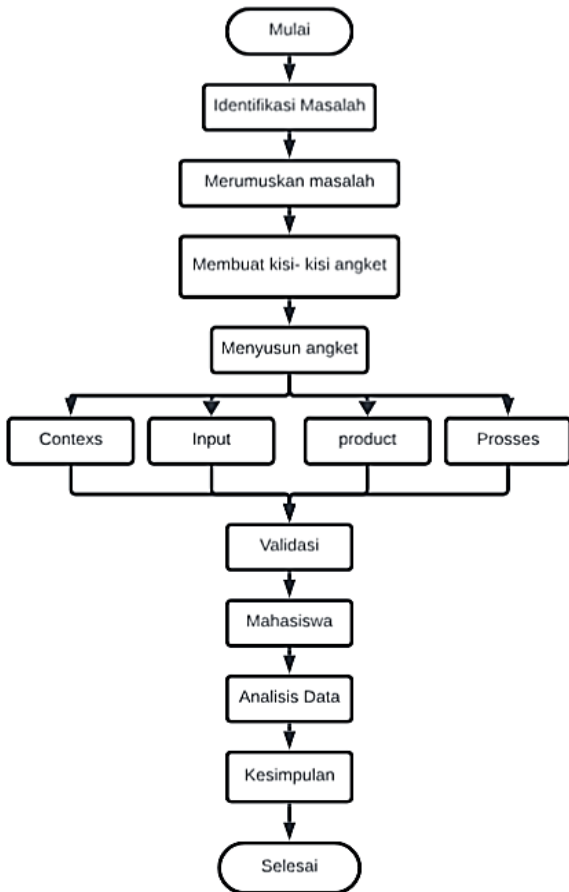 Mulai
Identifikasi Masalah
Merumuskan masalah
Membuat kisi- kisi angket
Menyusun angket
Contexs
Input
product
Prosses
Validasi
Mahasiswa
Analisis Data
Kesimpulan
Selesai